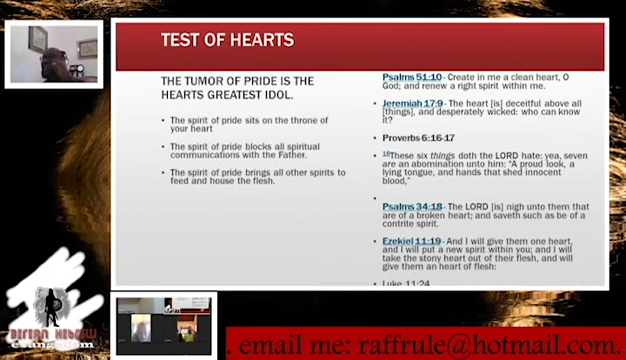 TEST OF HEARTS
THE TUMOR OF PRIDE IS THE
HEARTS GREATEST IDOL.
• The spirit of pride sits on the throne of
your heart
• The spirit of pride blocks all spiritual
communications with the Father.
• The spirit of pride brings all other spirits to
feed and house the flesh.
Psalms 51:10- Create in me a clean heart, O
God; and renew a right spirit within me.
• Jeremiah 17:9- The heart [is] deceitful above all
[things], and desperately wicked: who can know
it?
• Proverbs 6:16-17
• 16These six things doth the LORD hate: yea, seven
are an abomination unto him: "A proud look, a
lying tongue, and hands that shed innocent
blood,"
•
Psalms 34:18- The LORD [is] nigh unto them that
are of a broken heart; and saveth such as be of a
contrite spirit.
• Ezekiel 11:19- And I will give them one heart,
and I will put a new spirit within you; and I will
take the stony heart out of their flesh, and will
give them an heart of flesh:
Luke 11:24
. email me: raffrule@hotmail.com.